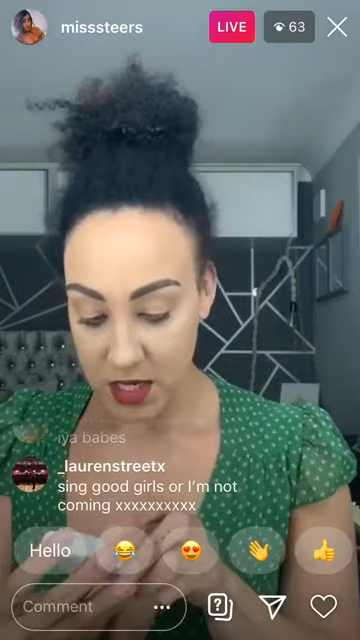 misssteers
LIVE
63
iya babes
_laurenstreetx
sing good girls or I'm not
coming xxxxxxxxxx
Hello
Comment